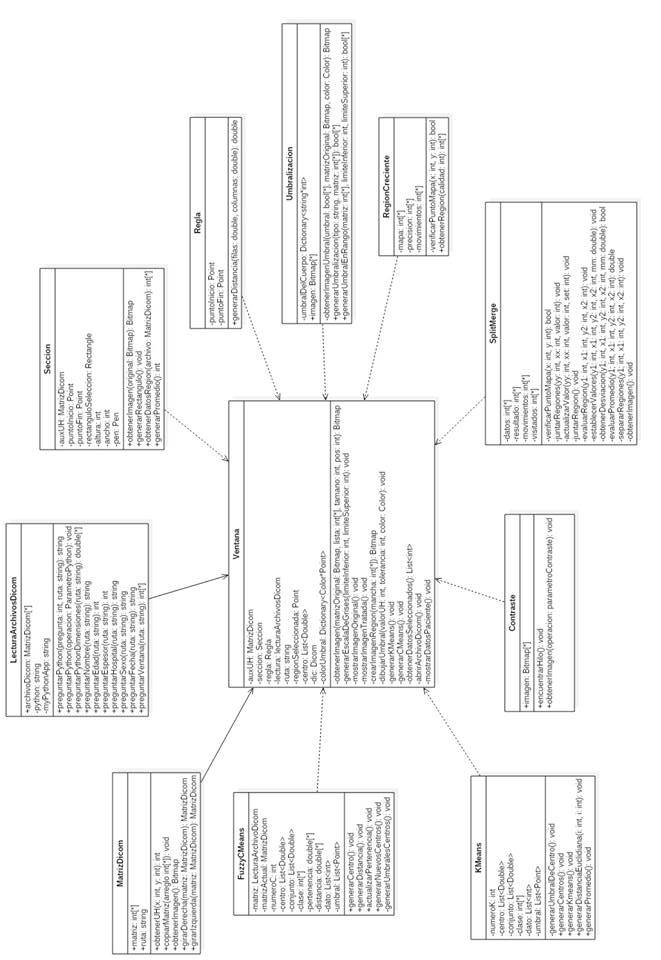 LecturaArchivosDicom
+archivoDicom: MatrizDicom[*]
-python: string
-myPythonApp: string
+preguntarPython(pregunta: int, ruta: string): string
+preguntarPython(operacion: ParametroPython): void
+preguntarPythonDimensiones(ruta: string): double[*]
+preguntarNombre(ruta: string): string
+preguntarEdad(ruta: string): int
+preguntarEspesor(ruta: string): int
+preguntarHospital(ruta: string): string
+preguntarSexo(ruta: string): string
+preguntarFecha(ruta: string): string
+preguntarVentana(ruta: string): int[*]
Seccion
-auxUH: MatrizDicom
-puntoInicio: Point
-puntoFin: Point
-rectanguloSeleccion: Rectangle
-altura: int
-ancho: int
-pen: Pen
+obtenerImagen(original: Bitmap): Bitmap
+generarRectangulo(): void
+obtenerDatosRegion(archivo: MatrizDicom): int[*]
+generarPromedio(): int
Regla
-puntoInicio: Point
-puntoFin: Point
+generarDistancia(filas: double, columnas: double): double
Umbralizacion
-umbralDelCuerpo: Dictionary<string*int>
+imagen: Bitmap[*]
-obtenerImagenUmbral(umbral: bool[*], matrizOriginal: Bitmap, color: Color): Bitmap
+generarUmbralizacion(tipo: string, matriz: int[*]): bool[*]
+generarUmbralEnRango(matriz: int[*], limiteInferior: int, limiteSuperior: int): bool[*]
RegionCreciente
-mapa: int[*]
-precision: int[*]
-movimientos: int[*]
-verificarPuntoMapa(x: int, y: int): bool
+obtenerRegion(calidad: int): int[*]
MatrizDicom
+matriz: int[*]
+ruta: string
+obtenerUH(x: int, y: int): int
+copiarMatriz(arreglo int[*]): void
+obtenerImagen() Bitmap
+girarDerecha(matriz: MatrizDicom): MatrizDicom
+girarIzquierda(matriz: MatrizDicom): MatrizDicom
Ventana
-auxUH: MatrizDicom
-seccion: Seccion
-regla: Regla
-lectura: lecturaArchivosDicom
-ruta: string
-regionSeleccionada: Point
-centro: List<Double>
-dic: Dicom
-colorUmbral: Dictionary<Color*Point>
-obtenerImagen(matrizOriginal: Bitmap, lista: int[*], tamano: int, pos: int): Bitmap
-generarEscalaDeGrises(limiteInferior: int, limiteSuperior: int): void
-mostrarImagenOriginal(): void
-mostrarImagenTratada(): void
-crearImagenRegion(mancha: int[*]): Bitmap
-dibujarUmbral(valorUH: int, tolerancia: int, color: Color): void
-generarKMeans(): void
-generarCMeans(): void
-obtenerDatosSeleccionados(): List<int>
-abrirArchivoDicom(): void
-mostrarDatosPaciente(): void
FuzzyCMeans
-matriz: LecturaArchivoDicom
-matrizActual: MatrizDicom
-numeroC: int
-centro: List<Double>
-conjunto: List<Double>
-clase: int[*]
-pertenencia: double[*]
-distancia: double[*]
-dato: List<int>
-umbral: List<Point>
+generarCentro(): void
+generarDistancia(): void
+actualizarPertenencia(): void
+generarNuevosCentros(): void
-generarUmbralesCentros(): void
KMeans
-numeroK: int
-centro: List<Double>
-conjunto: List<Double>
-clase: int[*]
-dato: List<int>
-umbral: List<Point>
-generarUmbralDeCentro(): void
+generarCentros(): void
+generarKmeans(): void
+generarDistanciaEuclidiana(i: int, i: int): void
+generarPromedio(): void
Contraste
+imagen: Bitmap[*]
+encuentrarHilo(): void
+obtenerImagen(operacion: parametroContraste): void
SplitMerge
-datos: int[*]
-resultado: int[*]
-movimientos: int[*]
-visitados: int[*]
-verificarPuntoMapa(x: int, y: int): bool
-juntarRegiones(yy: int, xx: int, valor: int): void
-actualizarValor(yy: int, xx: int, valor: int, set: int): void
-juntarRegion(): void
-evaluarRegion(y1: int, x1: int, y2: int, x2: int): void
-establecerValores(y1: int, x1: int, y2: int, x2: int, mm: double): void
-obtenerDesviacion(y1: int, x1: int, y2: int, x2: int, mm: double): bool
-evaluarPromedio(y1: int, x1: int, y2: int, x2: int): double
-separarRegiones(y1: int, x1: int, y2: int, x2: int): void
-obtenerImagen(): void